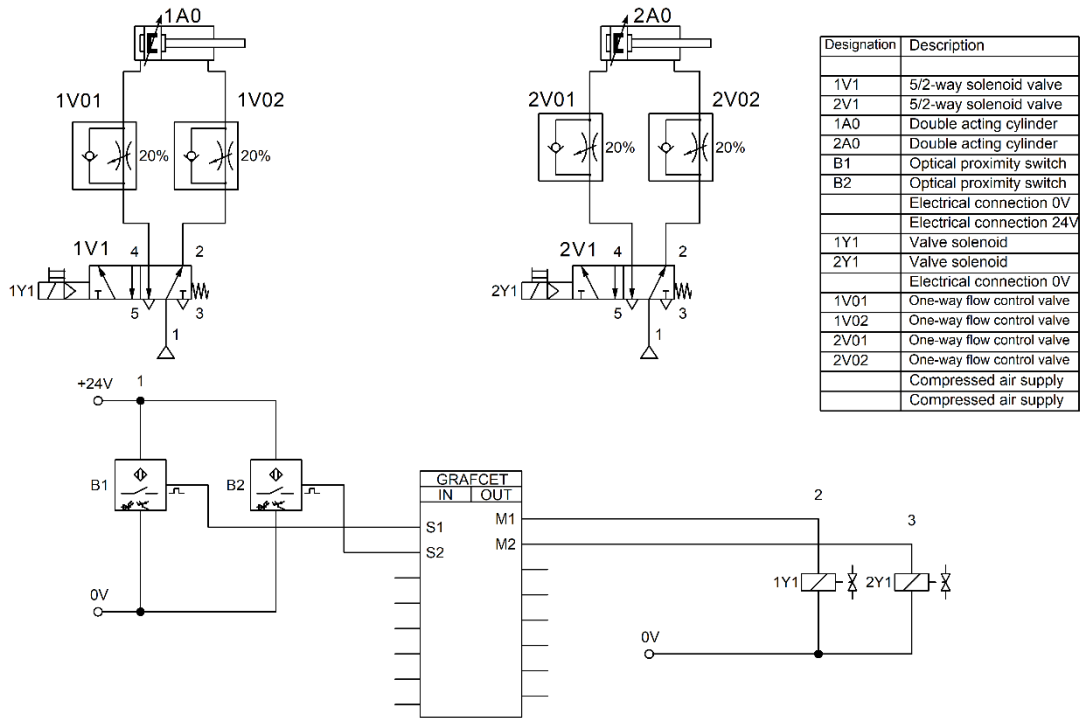 1A0
1V01
1V02
20%
20%
1V1
4
2
1Y1
5
3
1
2A0
2V01
2V02
20%
20%
2V1
4
2
2Y1
5
3
1
Designation Description
1V1 5/2-way solenoid valve
2V1 5/2-way solenoid valve
1A0 Double acting cylinder
2A0 Double acting cylinder
B1 Optical proximity switch
B2 Optical proximity switch
Electrical connection 0V
Electrical connection 24V
1Y1 Valve solenoid
2Y1 Valve solenoid
Electrical connection 0V
1V01 One-way flow control valve
1V02 One-way flow control valve
2V01 One-way flow control valve
2V02 One-way flow control valve
Compressed air supply
Compressed air supply
+24V 1
B1
B2
0V
GRAFCET
IN OUT
S1 M1
S2 M2
2
3
1Y1
2Y1
0V